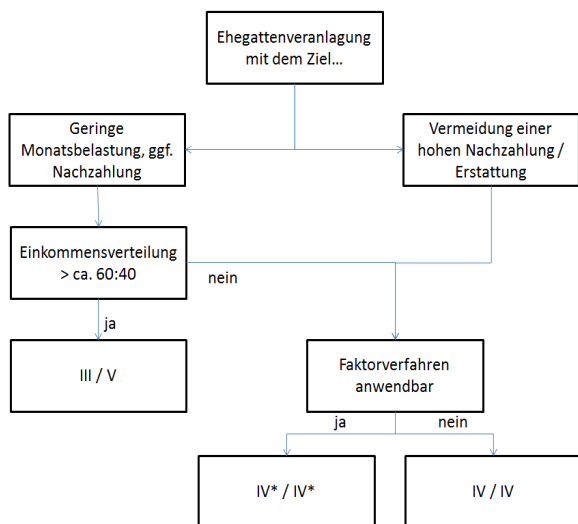 Ehegattenveranlagung
mit dem Ziel...
Geringe
Monatsbelastung, ggf.
Nachzahlung
Vermeidung einer
hohen Nachzahlung /
Erstattung
Einkommensverteilung
> ca. 60:40
nein
ja
III / V
Faktorverfahren
anwendbar
ja
nein
IV* / IV*
IV / IV